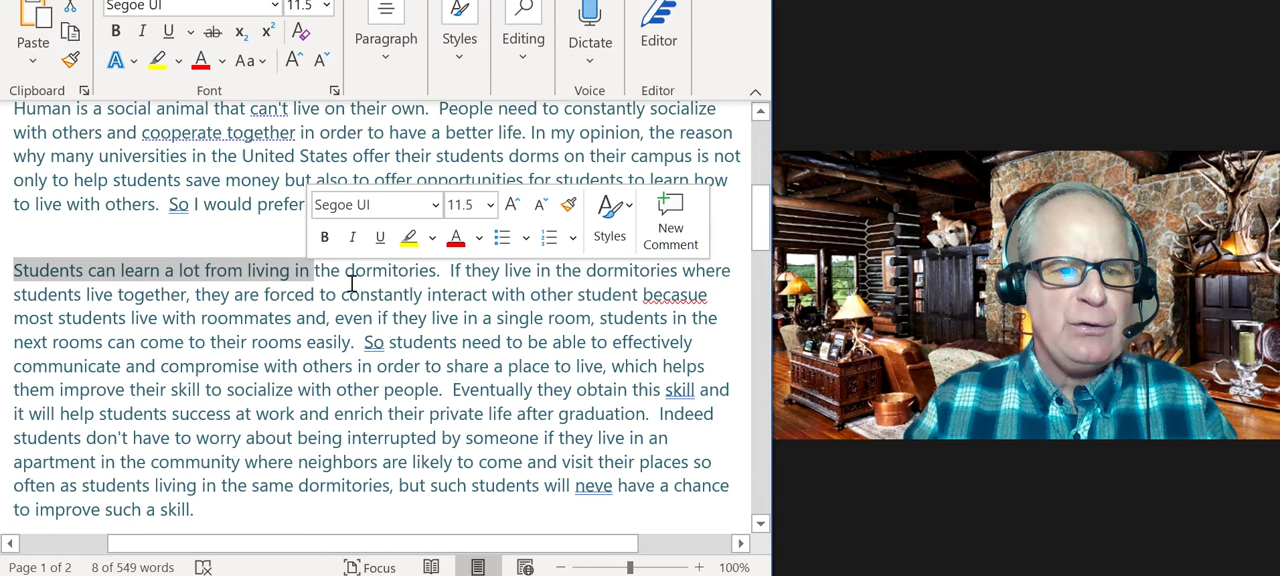 Segoe UI 11.5
Paste
B I U ab x₂ x² A
A A Aa A A
Paragraph Styles Editing Dictate Editor
Clipboard Font Voice Editor
Human is a social animal that can't live on their own.  People need to constantly socialize
with others and cooperate together in order to have a better life. In my opinion, the reason
why many universities in the United States offer their students dorms on their campus is not
only to help students save money but also to offer opportunities for students to learn how
to live with others.  So I would prefer
Segoe UI 11.5 A A
B I U A
Styles
New
Comment
Students can learn a lot from living in the dormitories.  If they live in the dormitories where
students live together, they are forced to constantly interact with other student becasue
most students live with roommates and, even if they live in a single room, students in the
next rooms can come to their rooms easily.  So students need to be able to effectively
communicate and compromise with others in order to share a place to live, which helps
them improve their skill to socialize with other people.  Eventually they obtain this skill and
it will help students success at work and enrich their private life after graduation.  Indeed
students don't have to worry about being interrupted by someone if they live in an
apartment in the community where neighbors are likely to come and visit their places so
often as students living in the same dormitories, but such students will neve have a chance
to improve such a skill.
Page 1 of 2 8 of 549 words Focus 100%